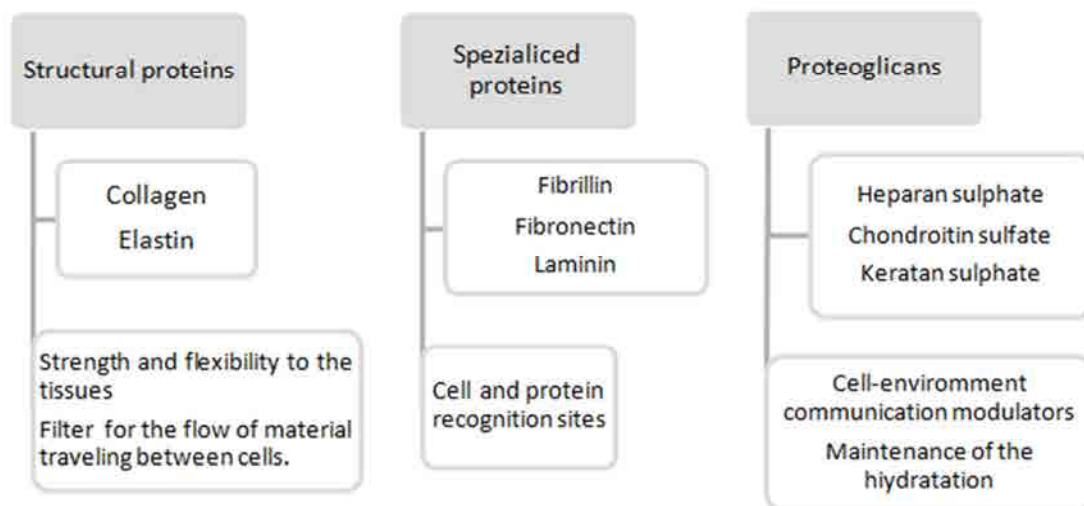 Structural proteins
Collagen
Elastin
Strength and flexibility to the
tissues
Filter for the flow of material
traveling between cells.
Spezialiced
proteins
Fibrillin
Fibronectin
Laminin
Cell and protein
recognition sites
Proteoglicans
Heparan sulphate
Chondroitin sulfate
Keratan sulphate
Cell-enviromment
communication modulators
Maintenance of the
hiydratation